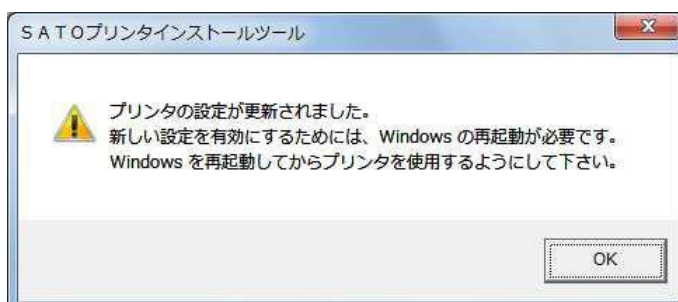 ＳＡＴＯプリンタインストールツール
プリンタの設定が更新されました。
新しい設定を有効にするためには、Windows の再起動が必要です。
Windows を再起動してからプリンタを使用するようにして下さい。
OK